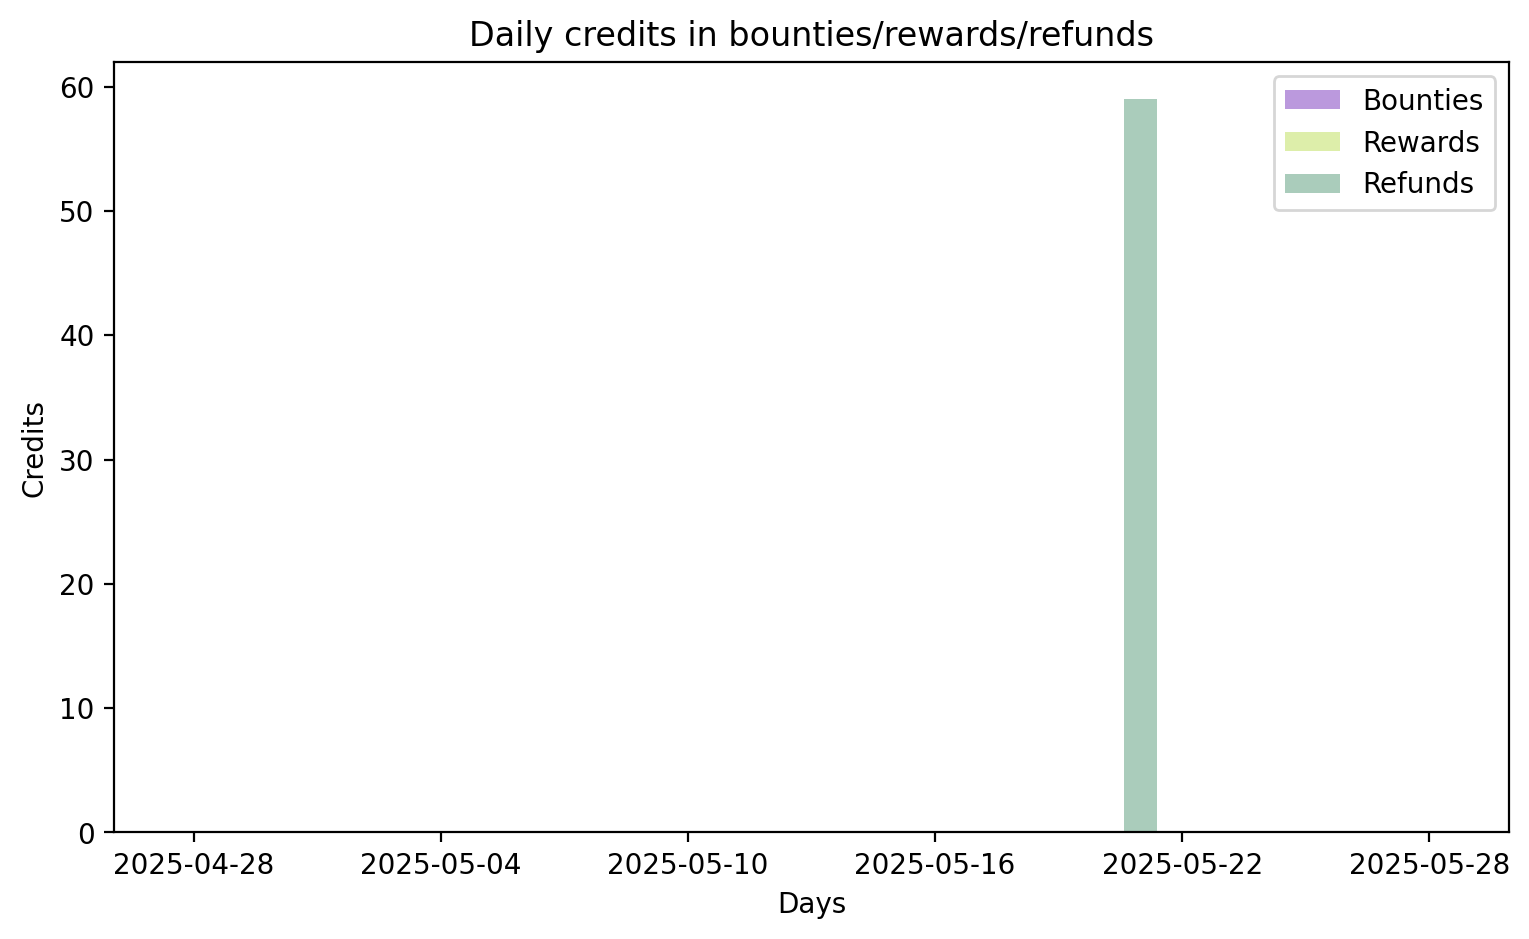 Daily credits in bounties/rewards/refunds
Bounties
Rewards
Refunds
Credits
60
50
40
30
20
10
0
2025-04-28 2025-05-04 2025-05-10 2025-05-16 2025-05-22 2025-05-28
Days